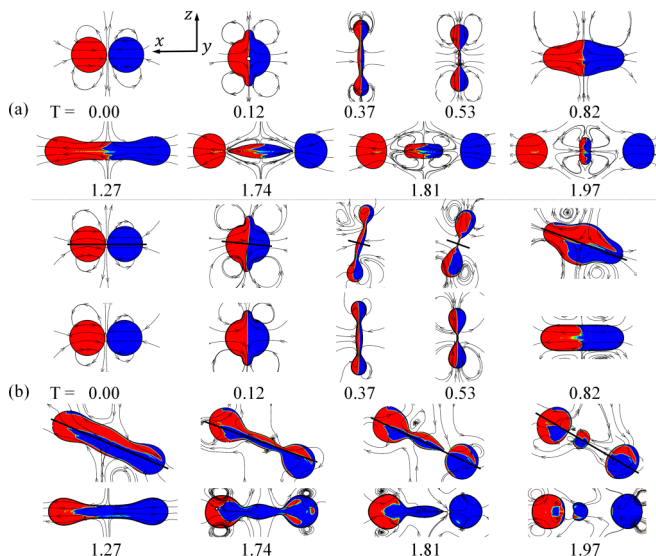 z
x
y
(a) T = 0.00 0.12 0.37 0.53 0.82
1.27 1.74 1.81 1.97
(b) T = 0.00 0.12 0.37 0.53 0.82
1.27 1.74 1.81 1.97